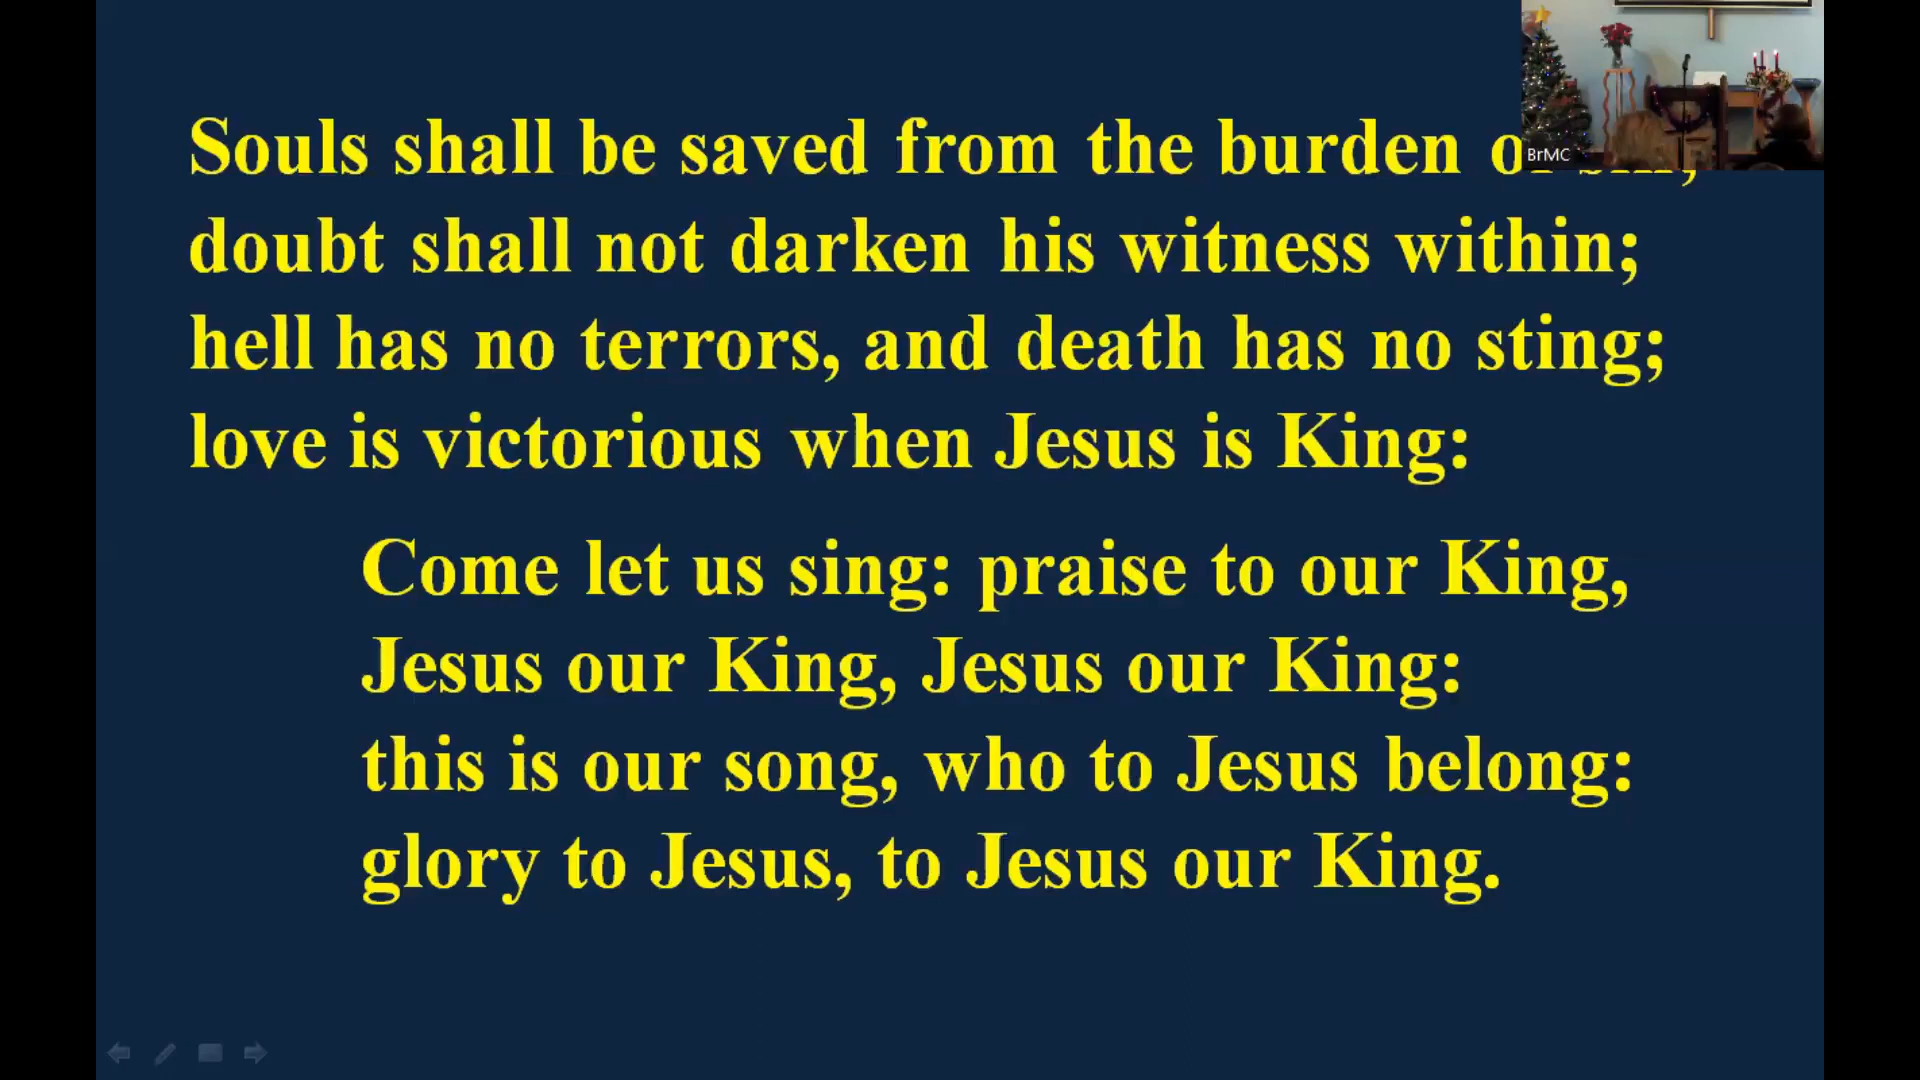 Souls shall be saved from the burden
doubt shall not darken his witness within;
hell has no terrors, and death has no sting;
love is victorious when Jesus is King:
Come let us sing: praise to our King,
Jesus our King, Jesus our King:
this is our song, who to Jesus belong:
glory to Jesus, to Jesus our King.
BrMC